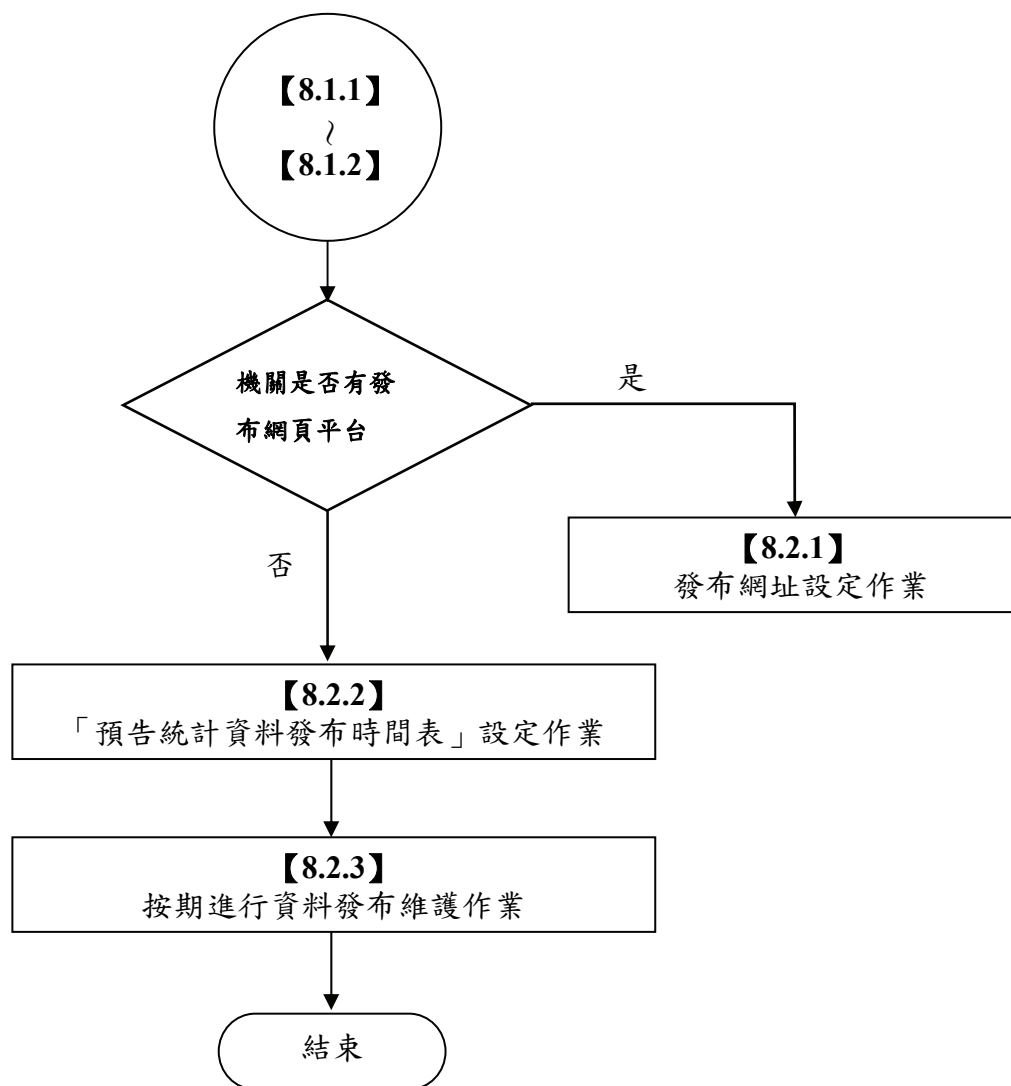 【8.1.1】
～
【8.1.2】
機關是否有發
布網頁平台
是
【8.2.1】
發布網址設定作業
否
【8.2.2】
「預告統計資料發布時間表」設定作業
【8.2.3】
按期進行資料發布維護作業
結束